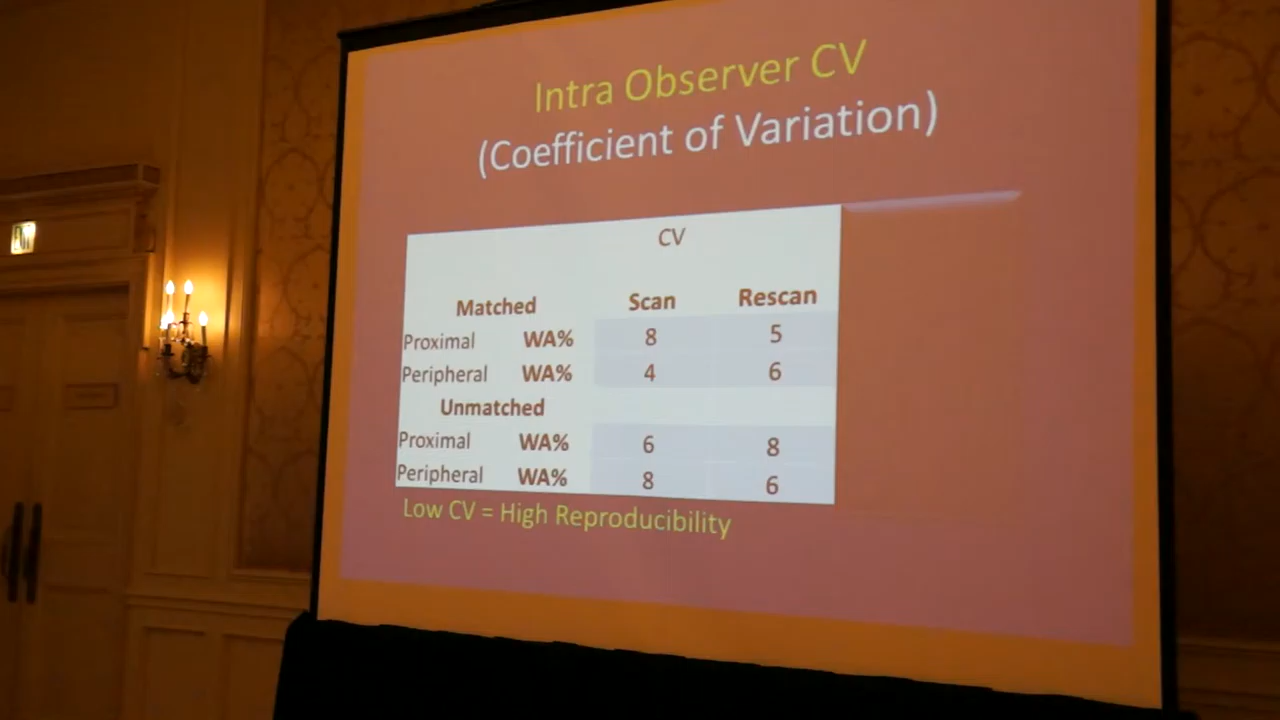 Intra Observer CV
(Coefficient of Variation)
EXIT
CV
Matched Scan Rescan
Proximal WA% 8 5
Peripheral WA% 4 6
Unmatched
Proximal WA% 6 8
Peripheral WA% 8 6
Low CV = High Reproducibility